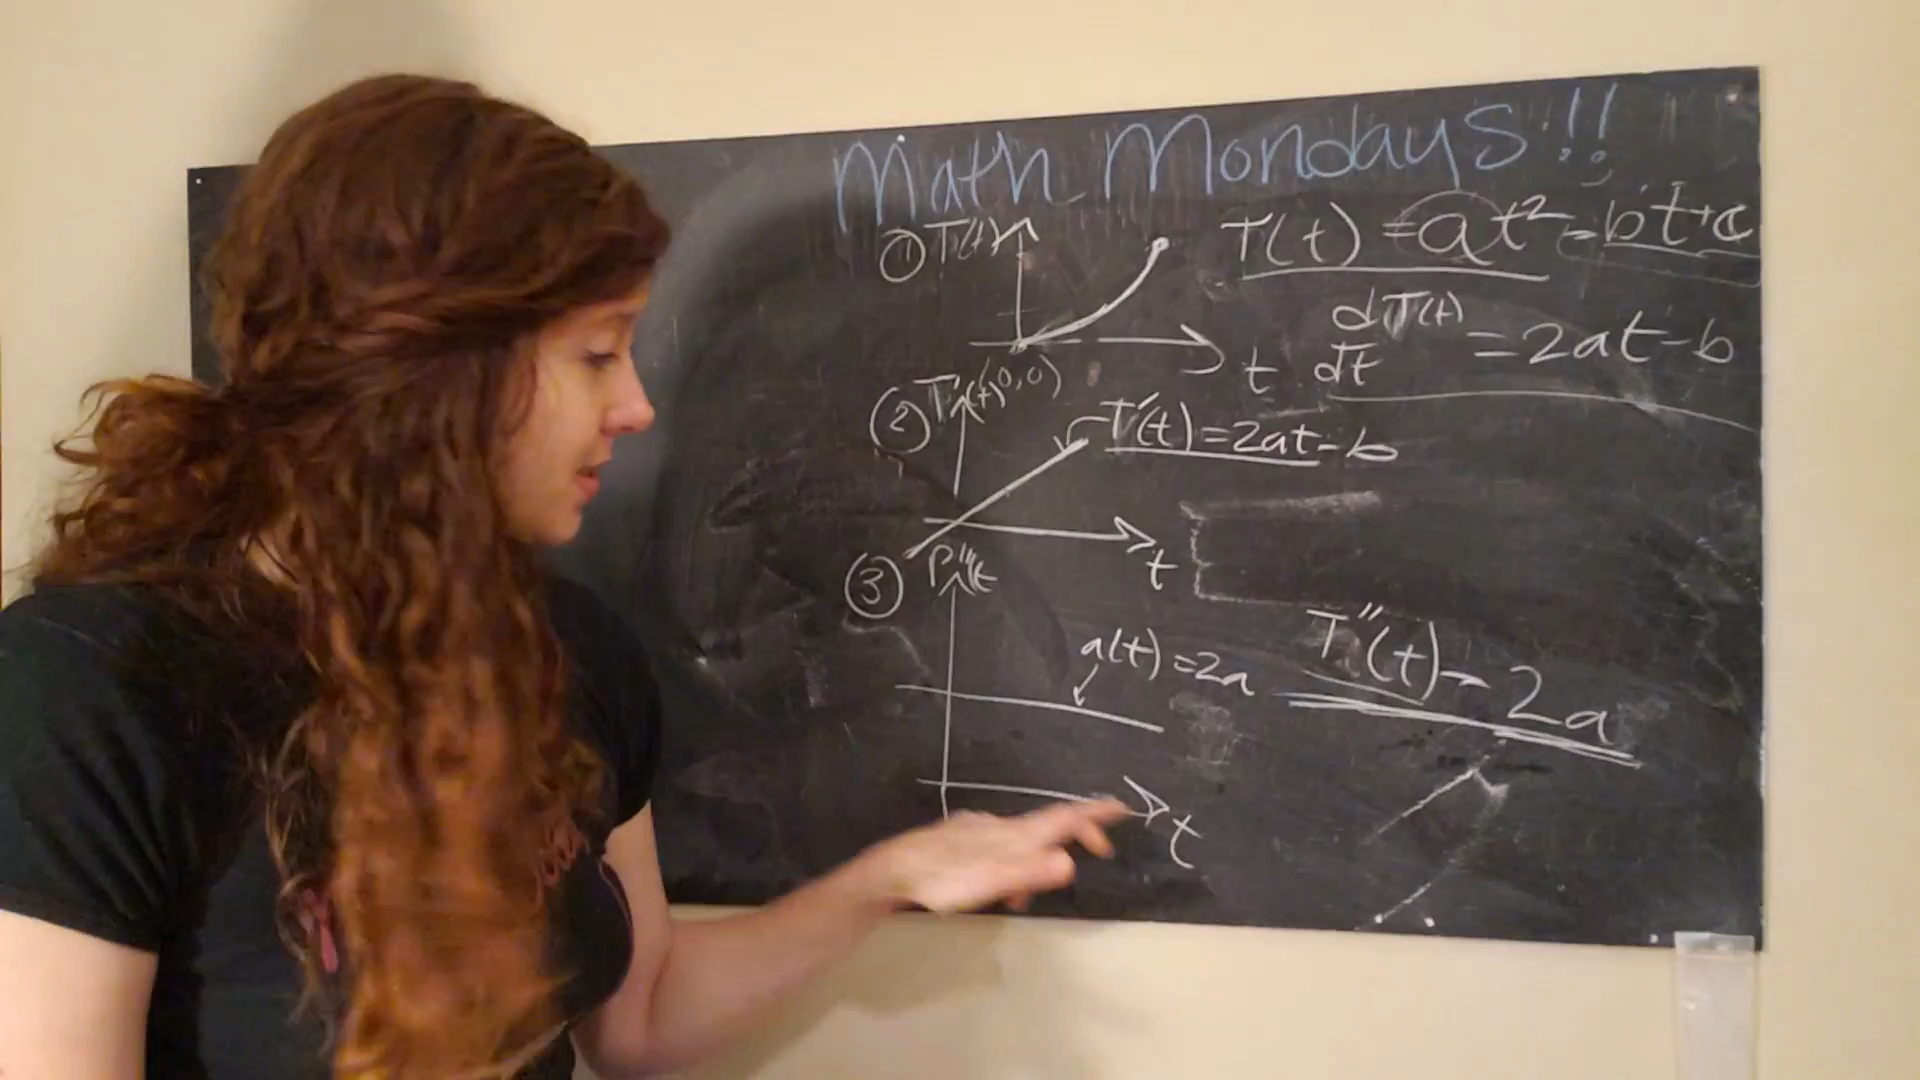 Math Mondays!!
① T(t)
T(t) = at² - bt + c
(0,0)
t
dT(t)
dt
= 2at - b
② T'(t)
T'(t) = 2at - b
t
③
a(t) = 2a
T''(t) - 2a
t